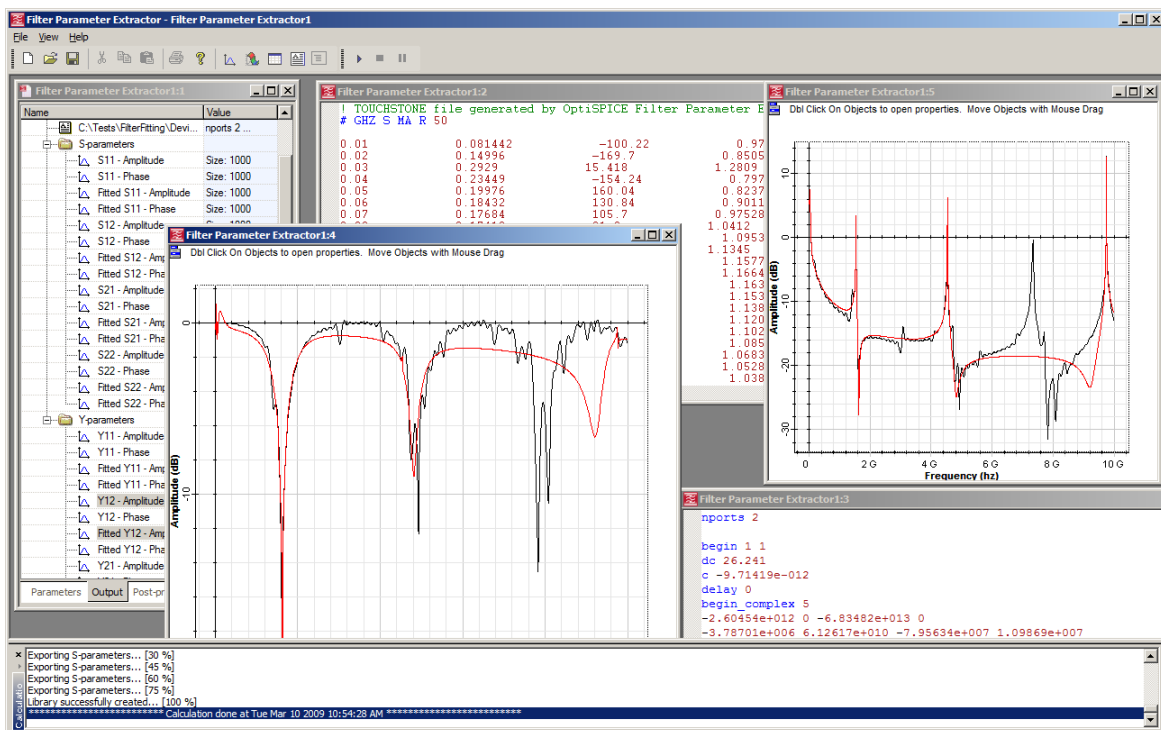 Filter Parameter Extractor - Filter Parameter Extractor1
File View Help
Filter Parameter Extractor1:1
Name Value
C:\Tests\FilterFitting\Devi... nports 2 ...
S-parameters
S11 - Amplitude Size: 1000
S11 - Phase Size: 1000
Fitted S11 - Amplitude Size: 1000
Fitted S11 - Phase Size: 1000
S12 - Amplitude
S12 - Phase
Fitted S12 - Amp
Fitted S12 - Pha
S21 - Amplitude
S21 - Phase
Fitted S21 - Amp
Fitted S21 - Pha
S22 - Amplitude
S22 - Phase
Fitted S22 - Amp
Fitted S22 - Pha
Y-parameters
Y11 - Amplitude
Y11 - Phase
Fitted Y11 - Amp
Fitted Y11 - Pha
Y12 - Amplitude
Y12 - Phase
Fitted Y12 - Amp
Fitted Y12 - Pha
Y21 - Amplitude
Parameters Output Post-pr
Filter Parameter Extractor1:2
! TOUCHSTONE file generated by OptiSPICE Filter Parameter E
# GHZ S MA R 50
0.01 0.081442 -100.22 0.97
0.02 0.14996 -169.7 0.8505
0.03 0.2929 15.418 1.2809
0.04 0.23449 -154.24 0.797
0.05 0.19976 160.04 0.8237
0.06 0.18432 130.84 0.9011
0.07 0.17684 105.7 0.97528
1.0412
1.0953
1.1345
1.1577
1.1664
1.163
1.153
1.138
1.120
1.102
1.085
1.0683
1.0528
1.038
Filter Parameter Extractor1:4
Dbl Click On Objects to open properties. Move Objects with Mouse Drag
Amplitude (dB)
0
-10
Filter Parameter Extractor1:5
Dbl Click On Objects to open properties. Move Objects with Mouse Drag
Amplitude (dB)
10
0
-10
-20
-30
0 2 G 4 G 6 G 8 G 10 G
Frequency (hz)
Filter Parameter Extractor1:3
nports 2
begin 1 1
dc 26.241
c -9.71419e-012
delay 0
begin_complex 5
-2.60454e+012 0 -6.83482e+013 0
-3.78701e+006 6.12617e+010 -7.95634e+007 1.09869e+007
Exporting S-parameters... [30 %]
Exporting S-parameters... [45 %]
Exporting S-parameters... [60 %]
Exporting S-parameters... [75 %]
Library successfully created... [100 %]
************************* Calculation done at Tue Mar 10 2009 10:54:28 AM *************************
Calculatio